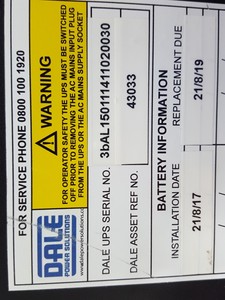 FOR SERVICE PHONE 0800 100 1920
WARNING
FOR OPERATOR SAFETY THE UPS MUST BE SWITCHED
OFF PRIOR TO REMOVING THE AC MAINS INPUT PLUG
FROM THE UPS OR THE AC MAINS SUPPLY SOCKET
DALE
POWER SOLUTIONS
www.dalepowersolutions.com
DALE UPS SERIAL NO. 3bAL150111411020030
DALE ASSET REF NO. 43033
BATTERY INFORMATION
INSTALLATION DATE REPLACEMENT DUE
21/8/17 21/8/19